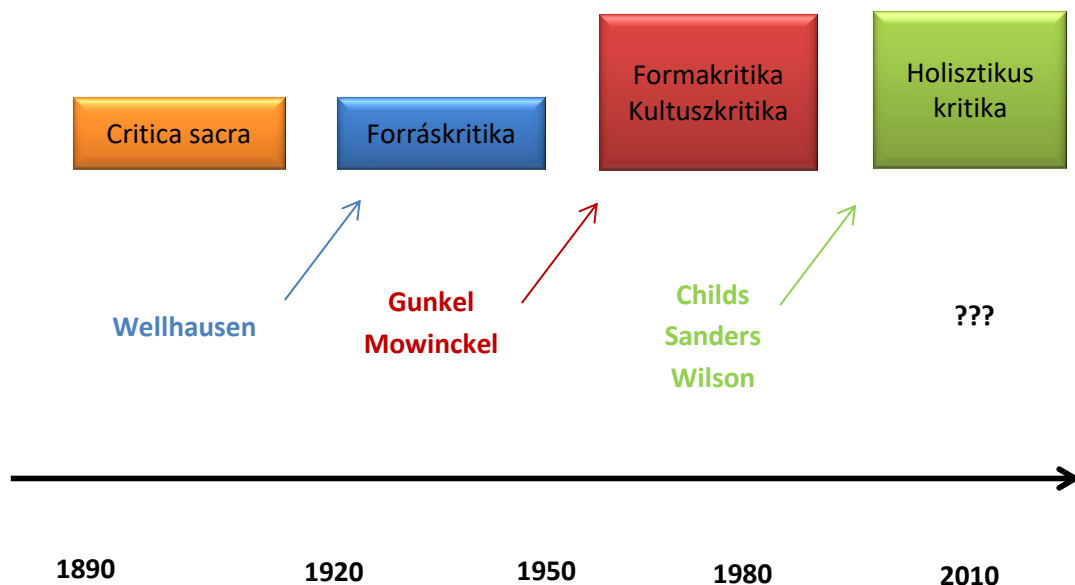 Critica sacra
Forráskritika
Formakritika
Kultuszkritika
Holisztikus
kritika
Wellhausen
Gunkel
Mowinckel
Childs
Sanders
Wilson
???
1890
1920
1950
1980
2010